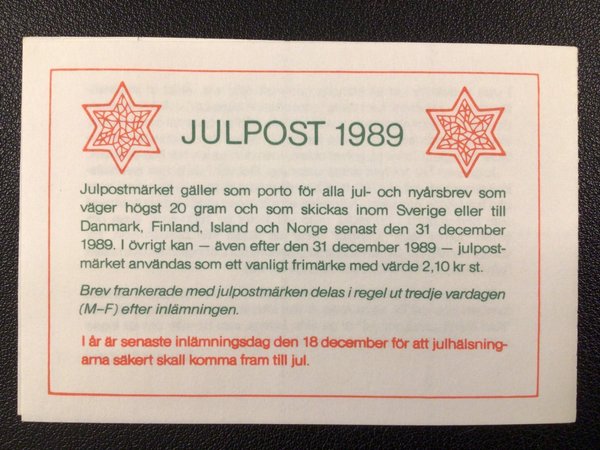 JULPOST 1989
Julpostmärket gäller som porto för alla jul- och nyårsbrev som
väger högst 20 gram och som skickas inom Sverige eller till
Danmark, Finland, Island och Norge senast den 31 december
1989. I övrigt kan — även efter den 31 december 1989 — julpost-
märket användas som ett vanligt frimärke med värde 2,10 kr st.
Brev frankerade med julpostmärken delas i regel ut tredje vardagen
(M–F) efter inlämningen.
I år är senaste inlämningsdag den 18 december för att julhälsning-
arna säkert skall komma fram till jul.